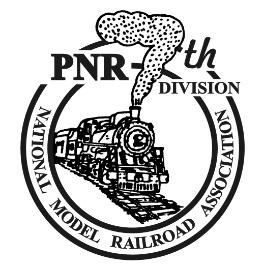 PNR-7th
DIVISION
NATIONAL MODEL RAILROAD ASSOCIATION